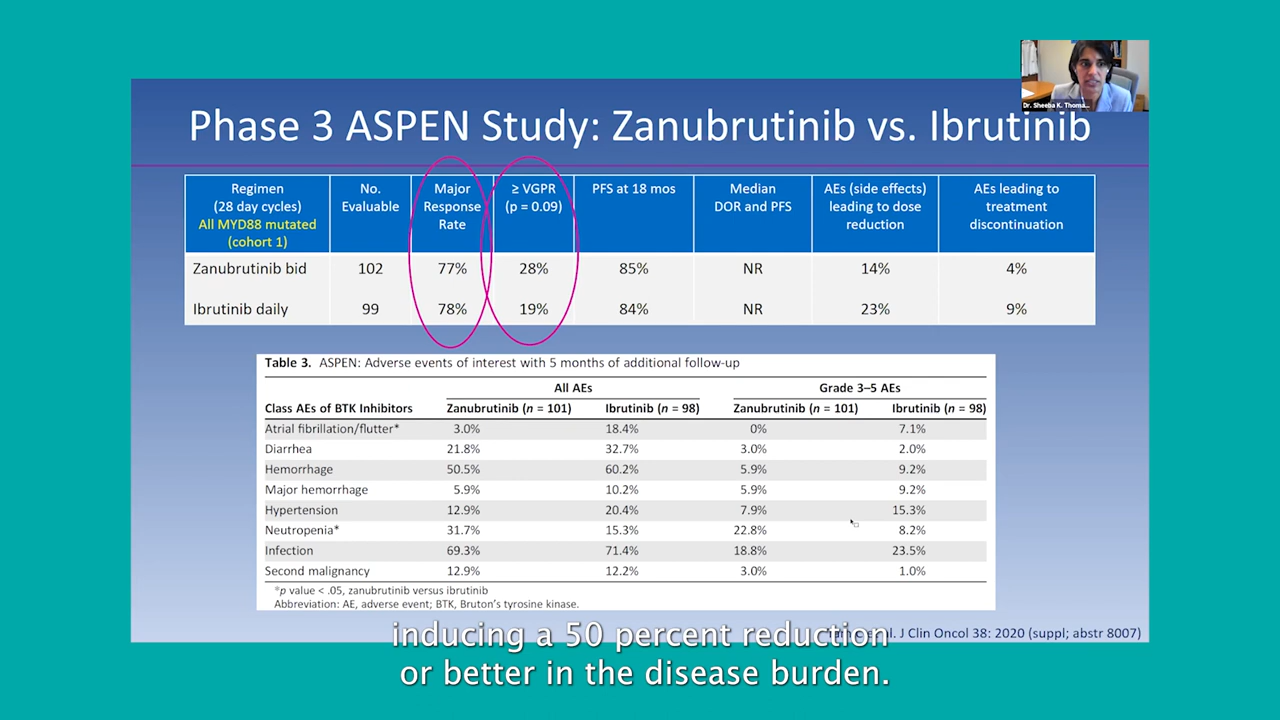 Dr. Sheeba K. Thoma...
Phase 3 ASPEN Study: Zanubrutinib vs. Ibrutinib
Regimen (28 day cycles) All MYD88 mutated (cohort 1) No. Evaluable Major Response Rate ≥ VGPR (p = 0.09) PFS at 18 mos Median DOR and PFS AEs (side effects) leading to dose reduction AEs leading to treatment discontinuation
Zanubrutinib bid 102 77% 28% 85% NR 14% 4%
Ibrutinib daily 99 78% 19% 84% NR 23% 9%
Table 3. ASPEN: Adverse events of interest with 5 months of additional follow-up
All AEs Grade 3–5 AEs
Class AEs of BTK Inhibitors Zanubrutinib (n = 101) Ibrutinib (n = 98) Zanubrutinib (n = 101) Ibrutinib (n = 98)
Atrial fibrillation/flutter* 3.0% 18.4% 0% 7.1%
Diarrhea 21.8% 32.7% 3.0% 2.0%
Hemorrhage 50.5% 60.2% 5.9% 9.2%
Major hemorrhage 5.9% 10.2% 5.9% 9.2%
Hypertension 12.9% 20.4% 7.9% 15.3%
Neutropenia* 31.7% 15.3% 22.8% 8.2%
Infection 69.3% 71.4% 18.8% 23.5%
Second malignancy 12.9% 12.2% 3.0% 1.0%
*p value < .05, zanubrutinib versus ibrutinib
Abbreviation: AE, adverse event; BTK, Bruton's tyrosine kinase.
J Clin Oncol 38: 2020 (suppl; abstr 8007)
inducing a 50 percent reduction
or better in the disease burden.